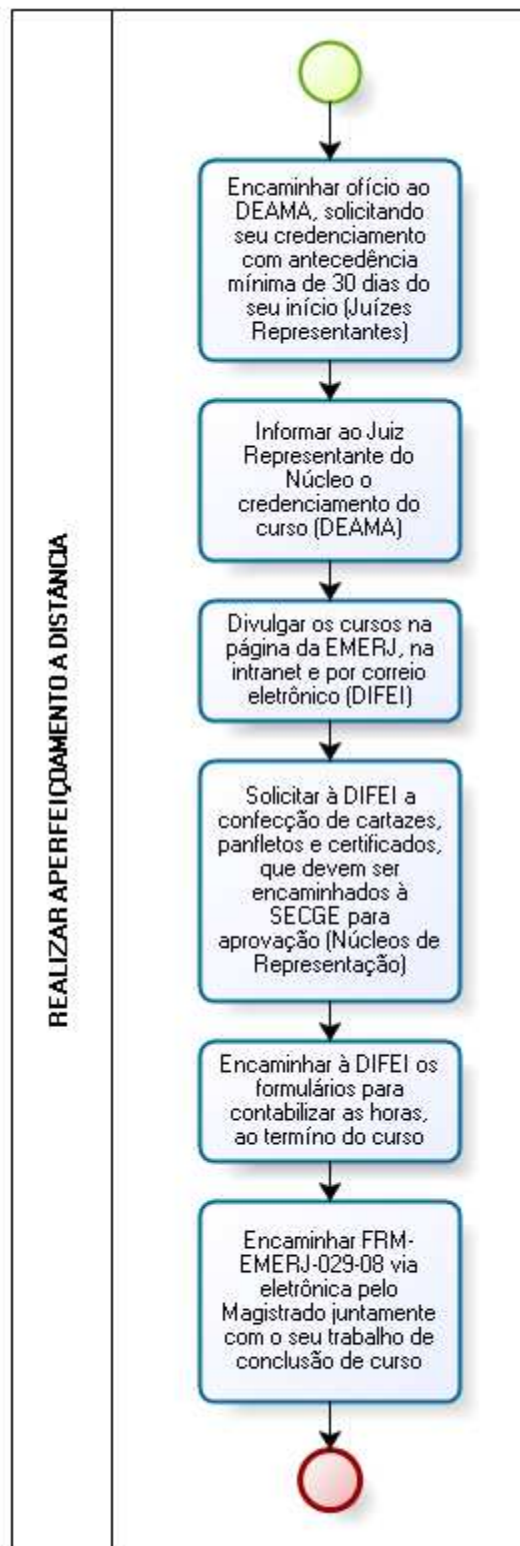 REALIZAR APERFEIÇOAMENTO A DISTÂNCIA
Encaminhar ofício ao
DEAMA, solicitando
seu credenciamento
com antecedência
mínima de 30 dias do
seu início (Juízes
Representantes)
Informar ao Juiz
Representante do
Núcleo o
credenciamento do
curso (DEAMA)
Divulgar os cursos na
página da EMERJ, na
intranet e por correio
eletrônico (DIFEI)
Solicitar à DIFEI a
confecção de cartazes,
panfletos e certificados,
que devem ser
encaminhados à
SECGE para
aprovação (Núcleos de
Representação)
Encaminhar à DIFEI os
formulários para
contabilizar as horas,
ao termíno do curso
Encaminhar FRM-
EMERJ-029-08 via
eletrônica pelo
Magistrado juntamente
com o seu trabalho de
conclusão de curso